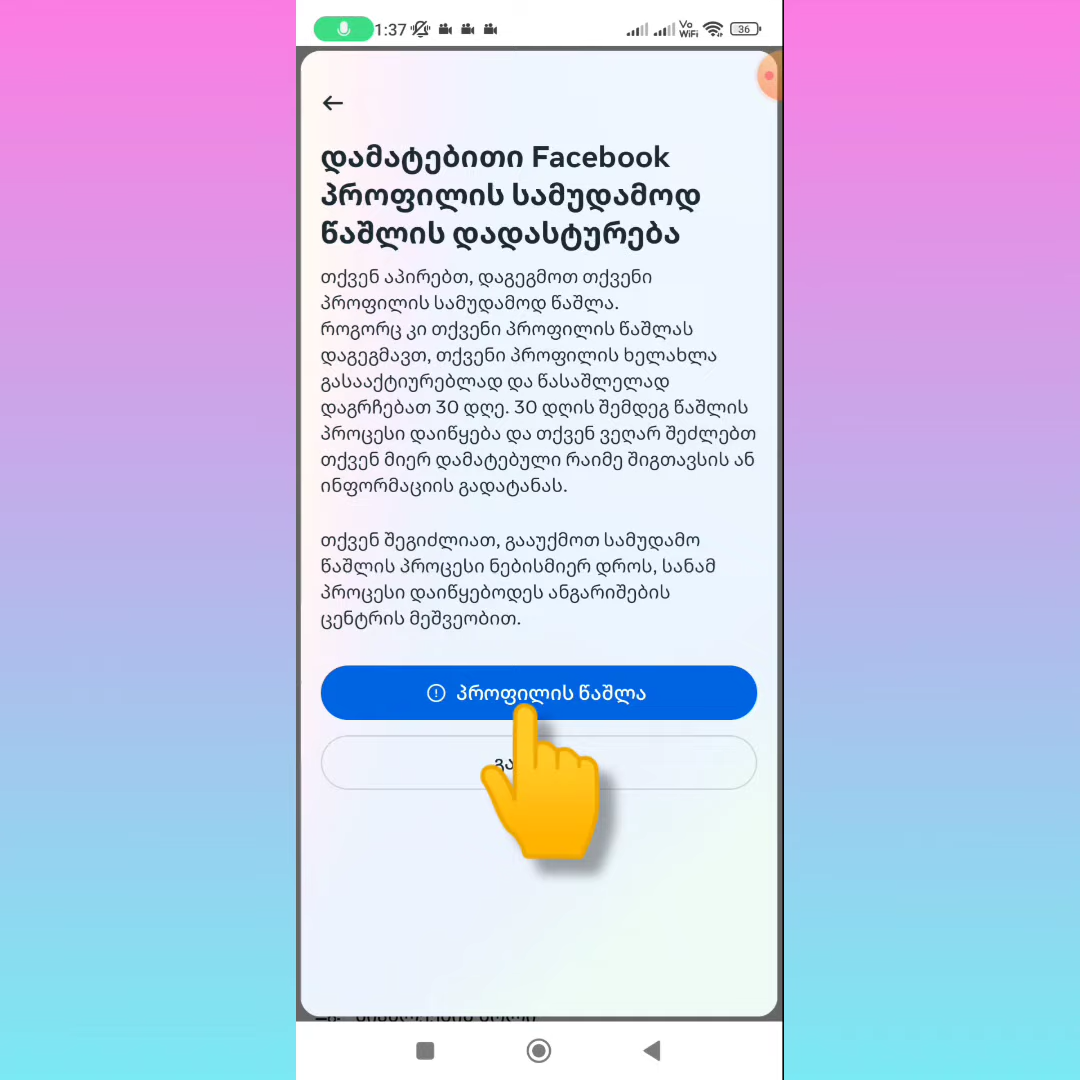 1:37
Vo
WiFi
36
დამატებითი Facebook
პროფილის სამუდამოდ
წაშლის დადასტურება
თქვენ აპირებთ, დაგეგმოთ თქვენი
პროფილის სამუდამოდ წაშლა.
როგორც კი თქვენი პროფილის წაშლას
დაგეგმავთ, თქვენი პროფილის ხელახლა
გასააქტიურებლად და წასაშლელად
დაგრჩებათ 30 დღე. 30 დღის შემდეგ წაშლის
პროცესი დაიწყება და თქვენ ვეღარ შეძლებთ
თქვენ მიერ დამატებული რაიმე შიგთავსის ან
ინფორმაციის გადატანას.
თქვენ შეგიძლიათ, გააუქმოთ სამუდამო
წაშლის პროცესი ნებისმიერ დროს, სანამ
პროცესი დაიწყებოდეს ანგარიშების
ცენტრის მეშვეობით.
პროფილის წაშლა